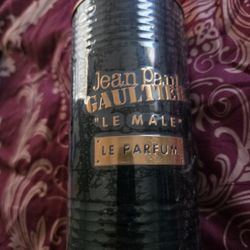 Jean Paul
GAULTIER
"LE MALE"
LE PARFUM